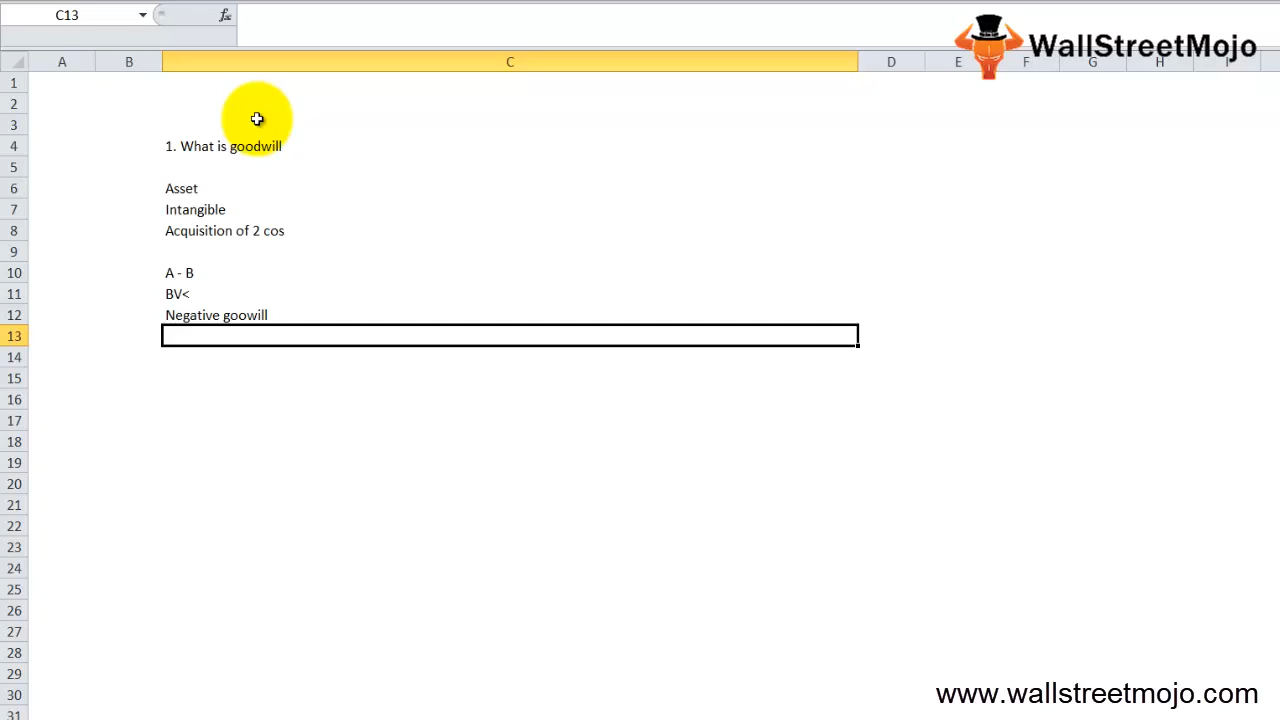 C13
fx
WallStreetMojo
A B C D E F G H I
1
2
3
4 1. What is goodwill
5
6 Asset
7 Intangible
8 Acquisition of 2 cos
9
10 A - B
11 BV<
12 Negative goowill
13
14
15
16
17
18
19
20
21
22
23
24
25
26
27
28
29
30
31
www.wallstreetmojo.com